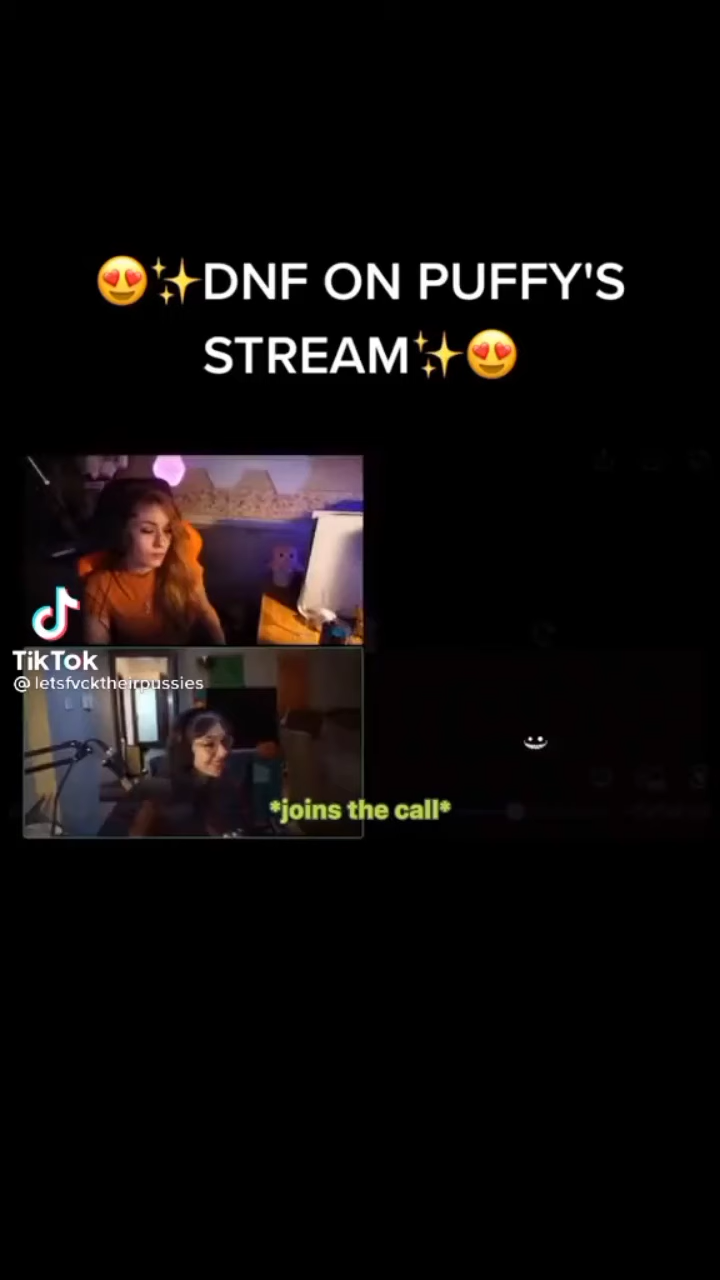 😍✨DNF ON PUFFY'S
STREAM✨😍
TikTok
@letsfvcktheirpussies
*joins the call*